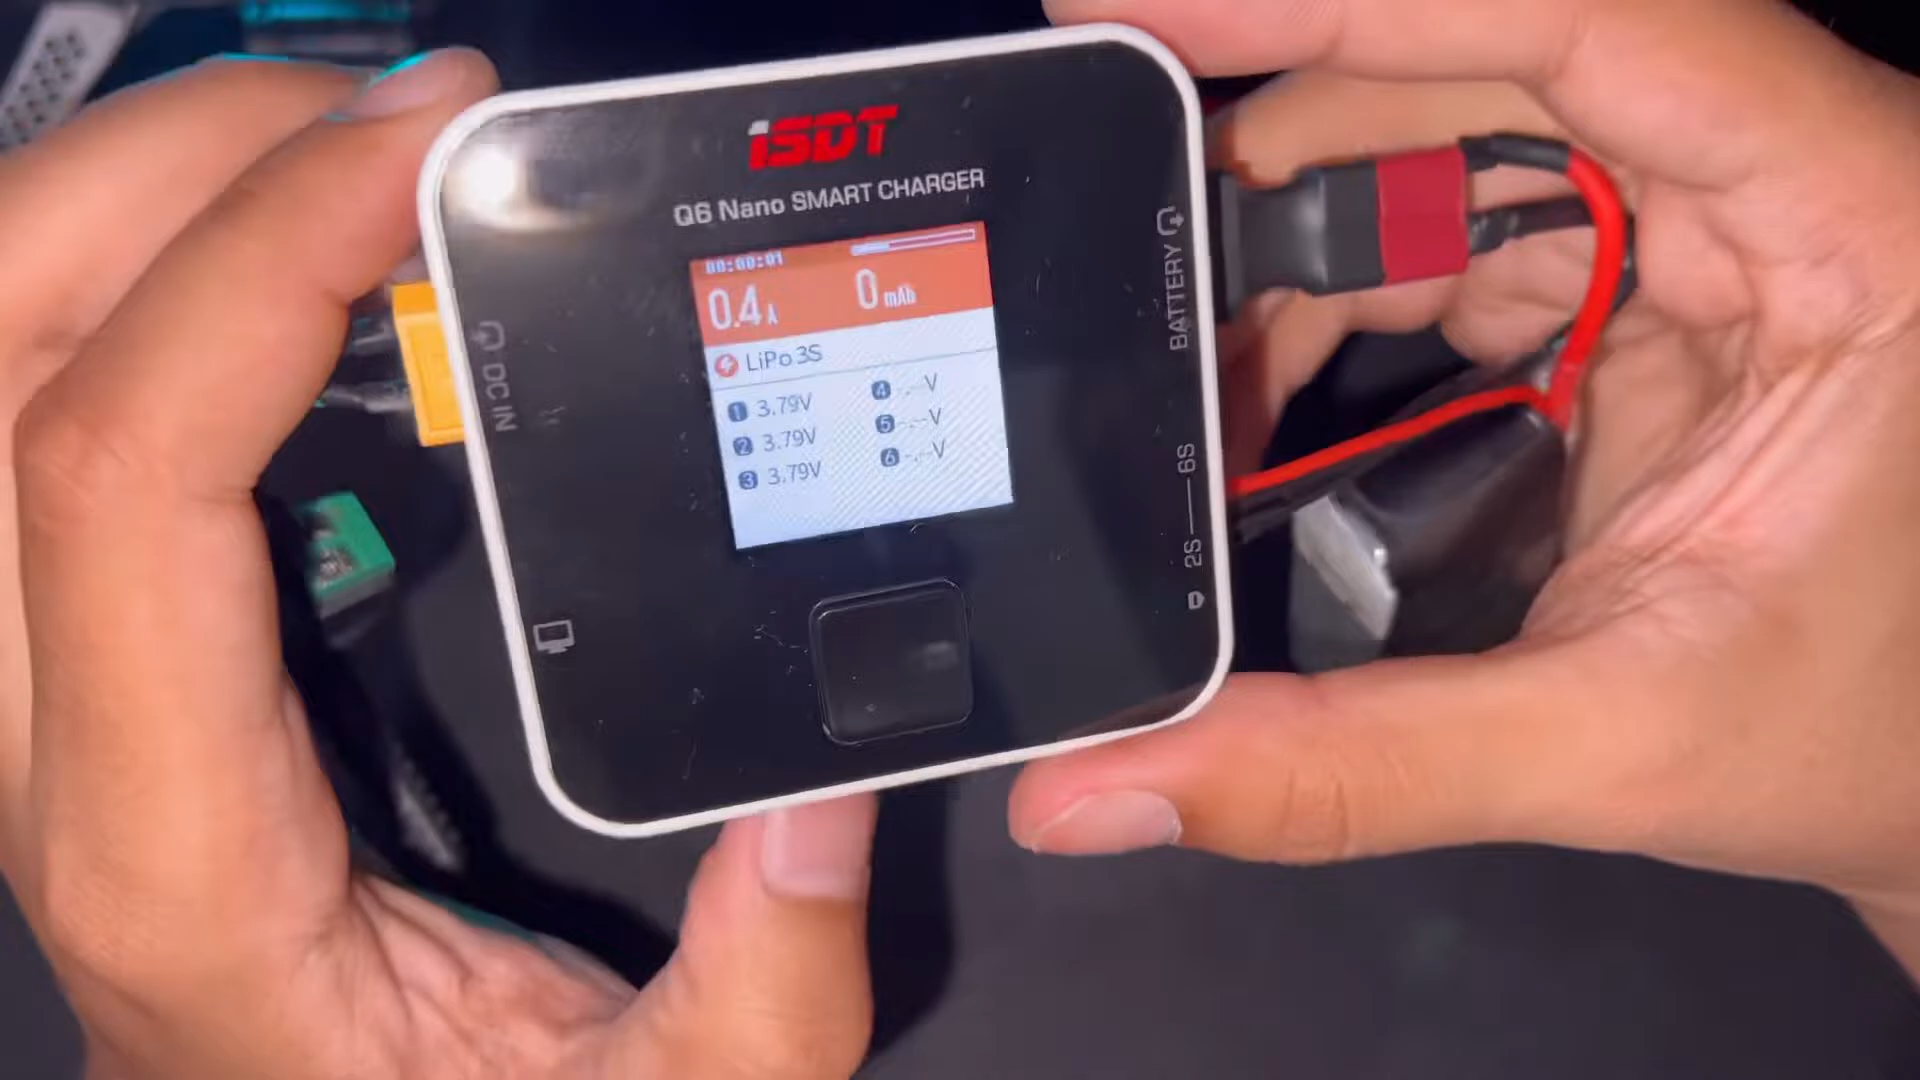 iSDT
Q6 Nano SMART CHARGER
00:00:01
0.4A 0mAh
LiPo 3S
1 3.79V 4 -.--V
2 3.79V 5 -.--V
3 3.79V 6 -.--V
DC IN
BATTERY
2S—6S